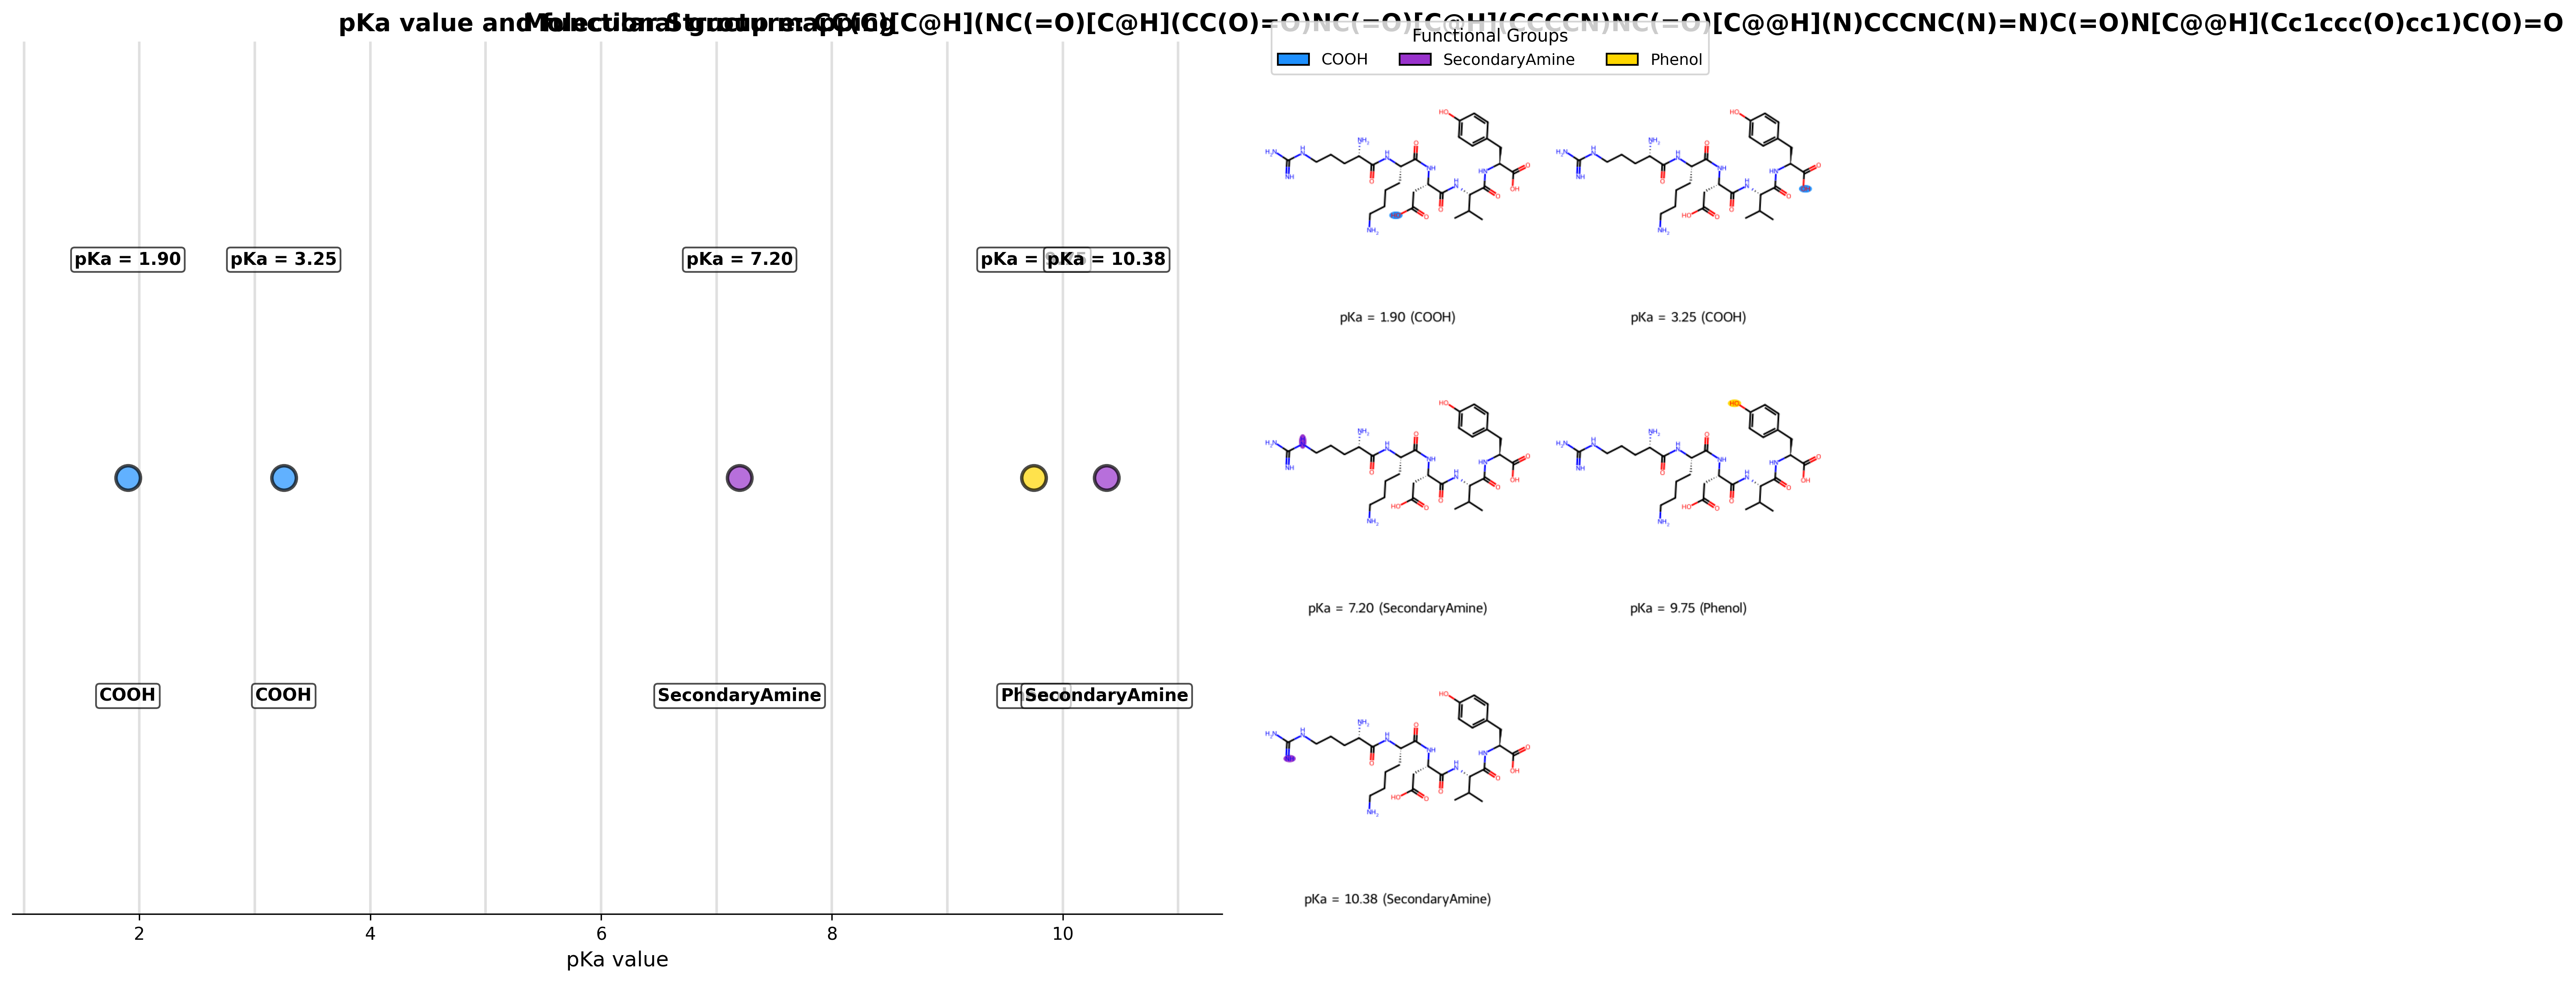 pKa value and functional group mapping
Molecular Structure: CC(C)[C@H](NC(=O)[C@H](CC(O)=O)NC(=O)[C@H](CCCCN)NC(=O)[C@@H](N)CCCNC(N)=N)C(=O)N[C@@H](Cc1ccc(O)cc1)C(O)=O
Functional Groups
COOH SecondaryAmine Phenol
pKa = 1.90
pKa = 3.25
pKa = 7.20
pKa =
pKa = 10.38
COOH
COOH
SecondaryAmine
SecondaryAmine
2 4 6 8 10
pKa value
pKa = 1.90 (COOH)
pKa = 3.25 (COOH)
pKa = 7.20 (SecondaryAmine)
pKa = 9.75 (Phenol)
pKa = 10.38 (SecondaryAmine)